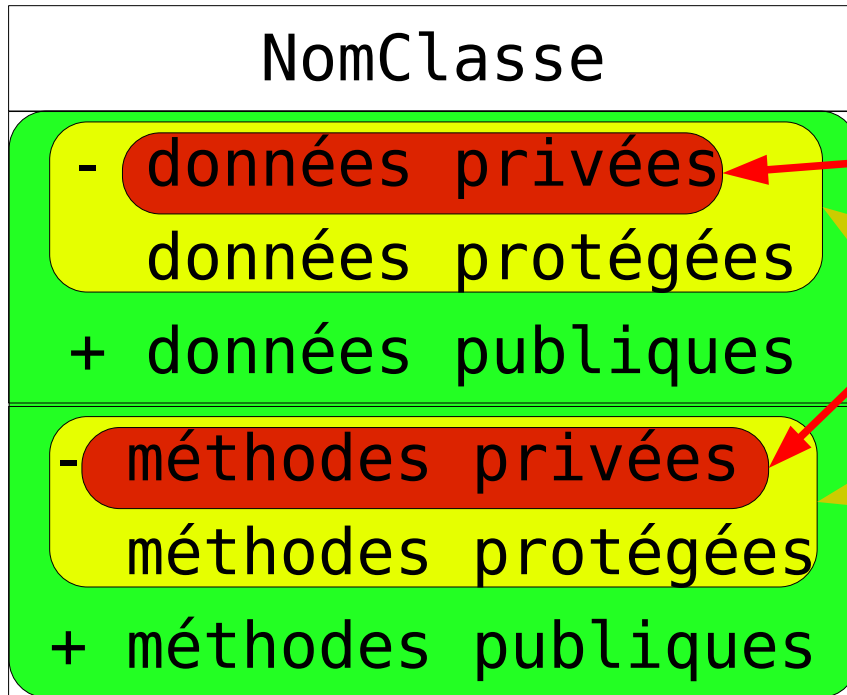 NomClasse
- données privées
données protégées
+ données publiques
- méthodes privées
méthodes protégées
+ méthodes publiques